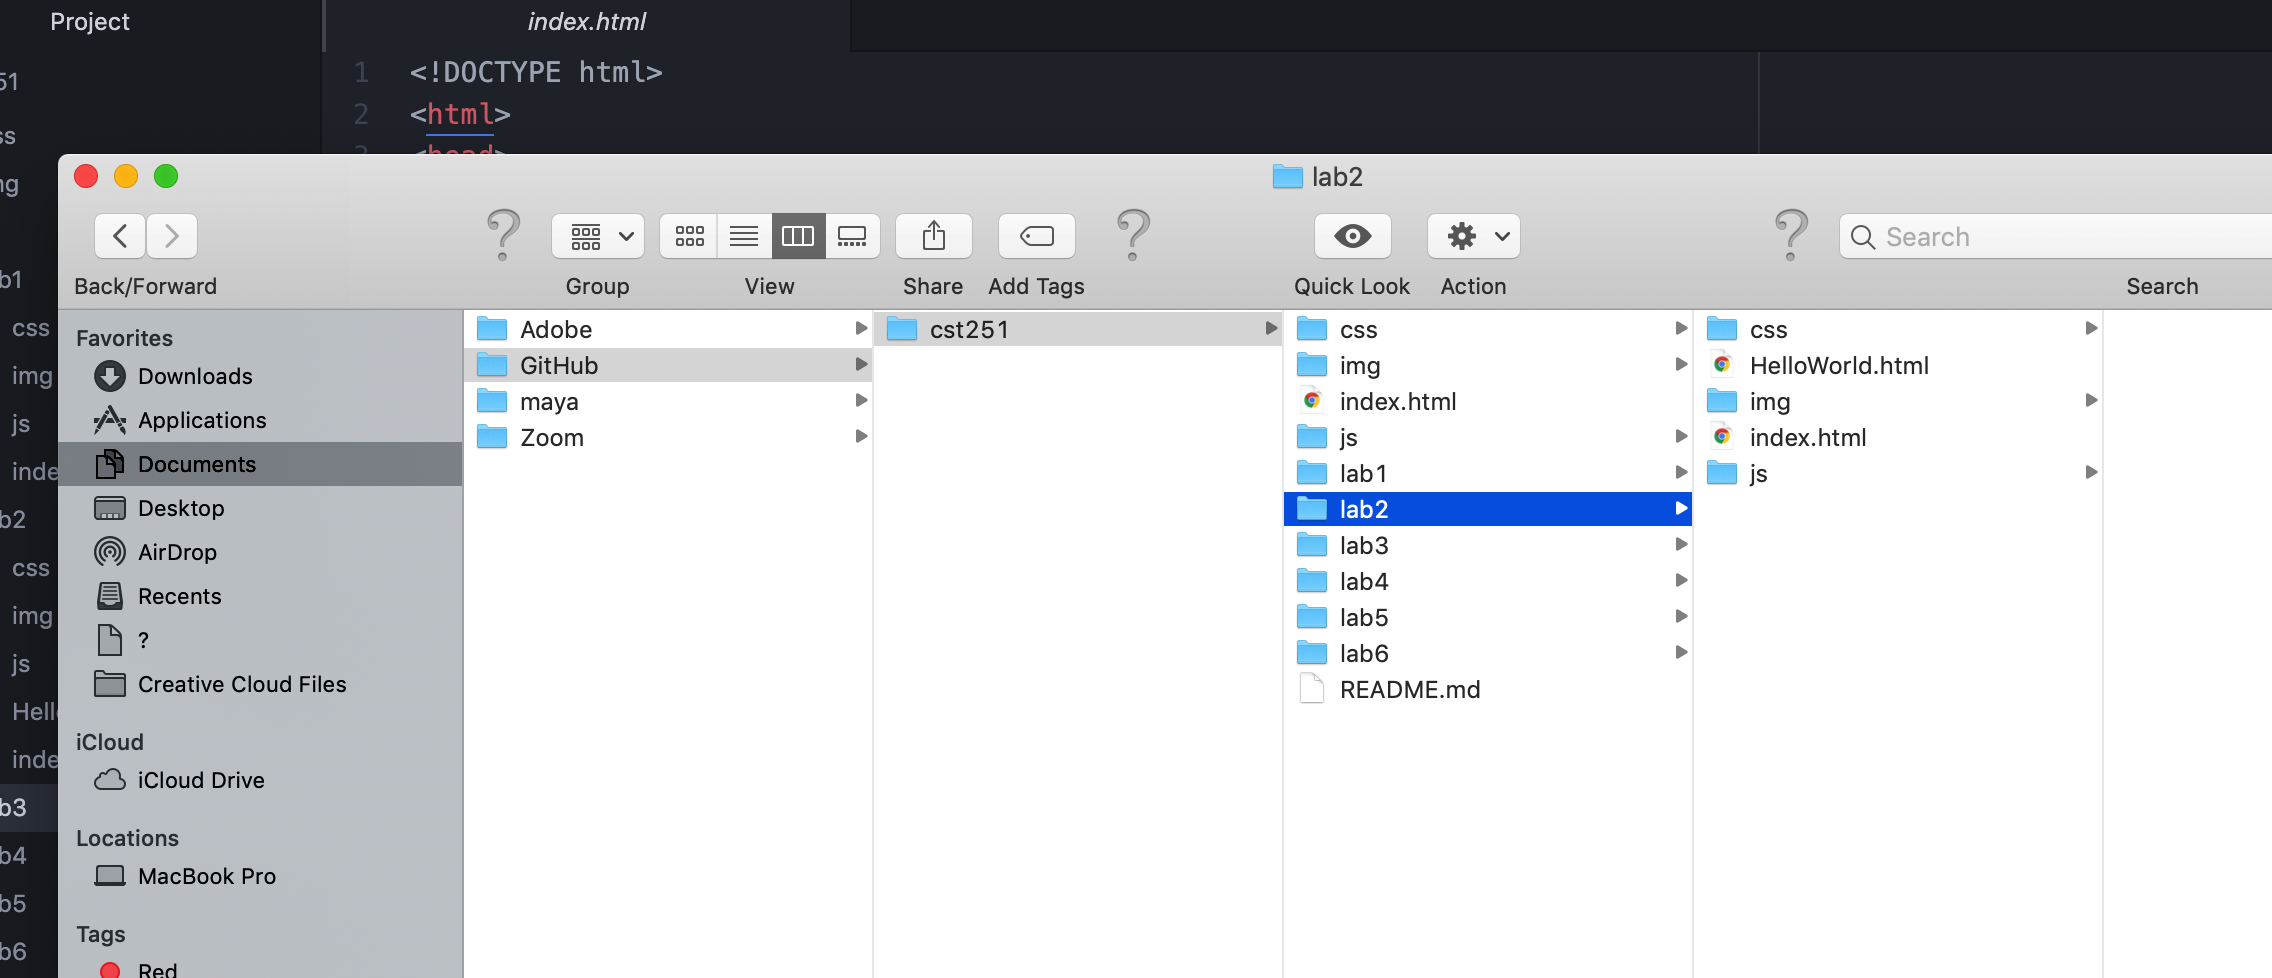 Project
index.html
51
1 <!DOCTYPE html>
ss
2 <html>
3 <head>
ng
b1
css
img
js
inde
b2
css
img
js
Hell
inde
b3
b4
b5
b6
lab2
?
?
?
Search
Back/Forward
Group
View
Share
Add Tags
Quick Look
Action
Search
Favorites
Downloads
Applications
Documents
Desktop
AirDrop
Recents
?
Creative Cloud Files
iCloud
iCloud Drive
Locations
MacBook Pro
Tags
Red
Adobe
GitHub
maya
Zoom
cst251
css
img
index.html
js
lab1
lab2
lab3
lab4
lab5
lab6
README.md
css
HelloWorld.html
img
index.html
js